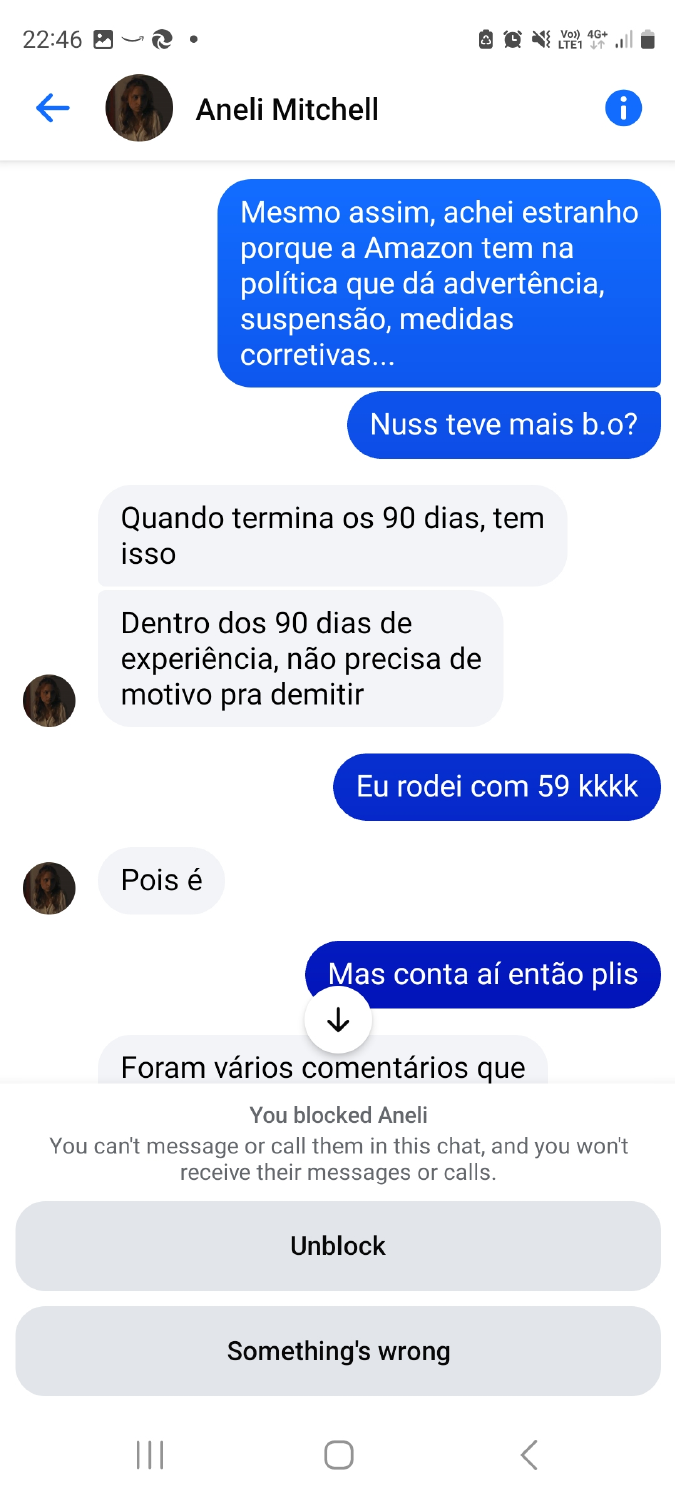 22:46
Vo)) 4G+
LTE1
Aneli Mitchell
Mesmo assim, achei estranho
porque a Amazon tem na
política que dá advertência,
suspensão, medidas
corretivas...
Nuss teve mais b.o?
Quando termina os 90 dias, tem
isso
Dentro dos 90 dias de
experiência, não precisa de
motivo pra demitir
Eu rodei com 59 kkkk
Pois é
Mas conta aí então plis
Foram vários comentários que
You blocked Aneli
You can't message or call them in this chat, and you won't
receive their messages or calls.
Unblock
Something's wrong